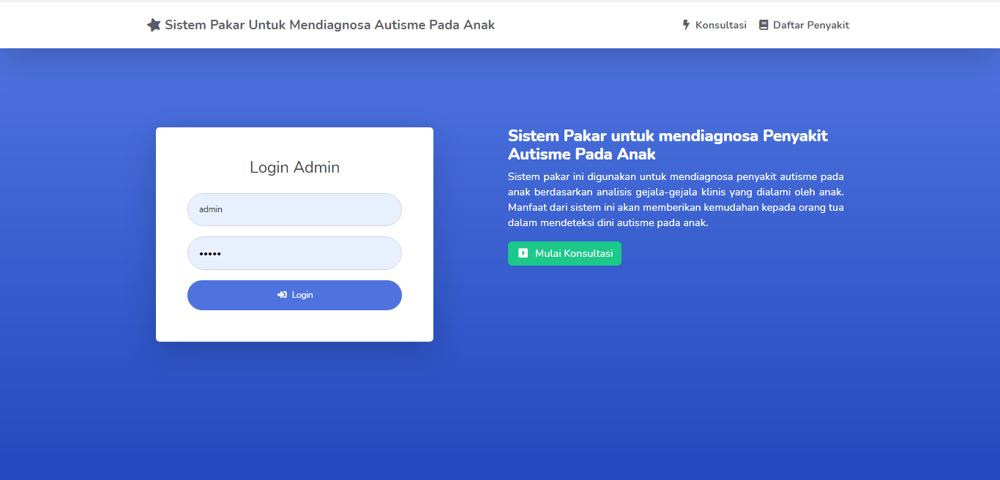 Sistem Pakar Untuk Mendiagnosa Autisme Pada Anak
Konsultasi
Daftar Penyakit
Login Admin
admin
•••••
Login
Sistem Pakar untuk mendiagnosa Penyakit
Autisme Pada Anak
Sistem pakar ini digunakan untuk mendiagnosa penyakit autisme pada
anak berdasarkan analisis gejala-gejala klinis yang dialami oleh anak.
Manfaat dari sistem ini akan memberikan kemudahan kepada orang tua
dalam mendeteksi dini autisme pada anak.
Mulai Konsultasi